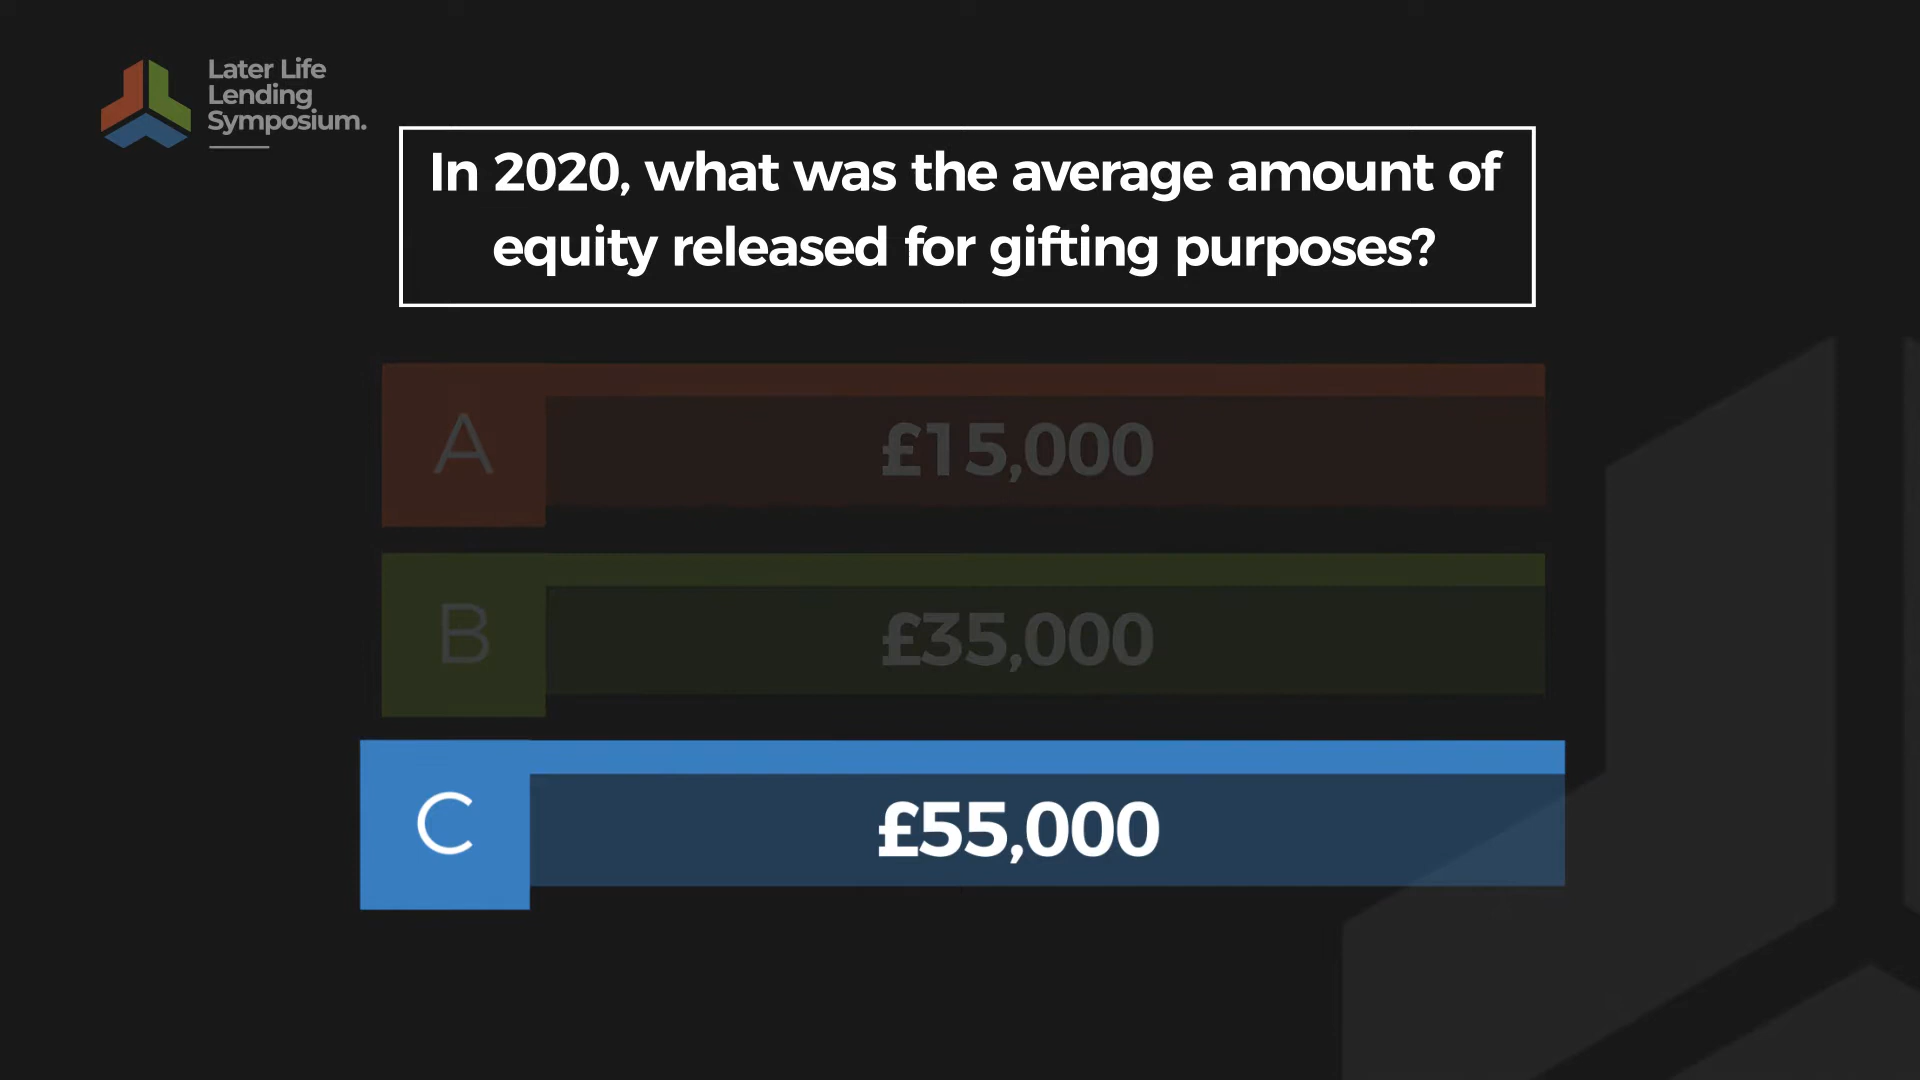 Later Life
Lending
Symposium.
In 2020, what was the average amount of
equity released for gifting purposes?
A
£15,000
B
£35,000
C
£55,000